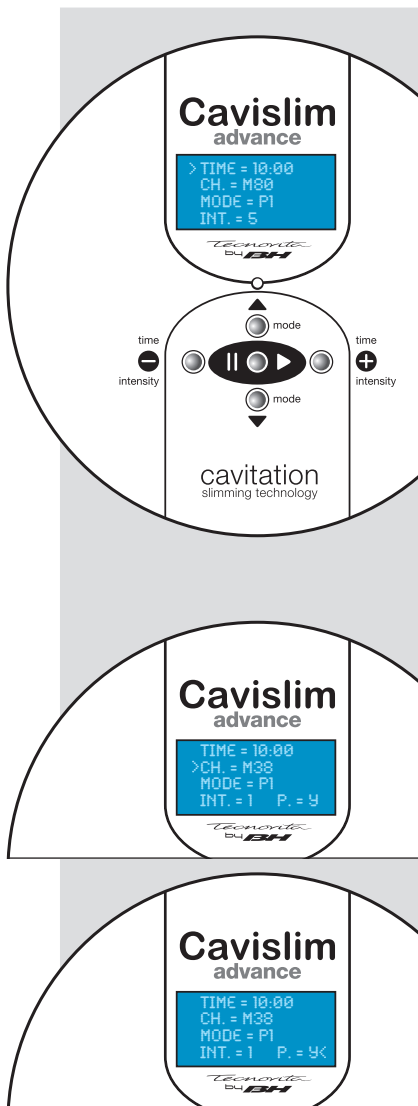 Cavislim
advance
>TIME = 10:00
CH. = M80
MODE = P1
INT. = 5
Tecnovita
by BH
mode
time
time
intensity
intensity
mode
cavitation
slimming technology
Cavislim
advance
TIME = 10:00
>CH. = M38
MODE = P1
INT. = 1 P. = Y
Tecnovita
by BH
Cavislim
advance
TIME = 10:00
CH. = M38
MODE = P1
INT. = 1 P. = Y<
Tecnovita
by BH